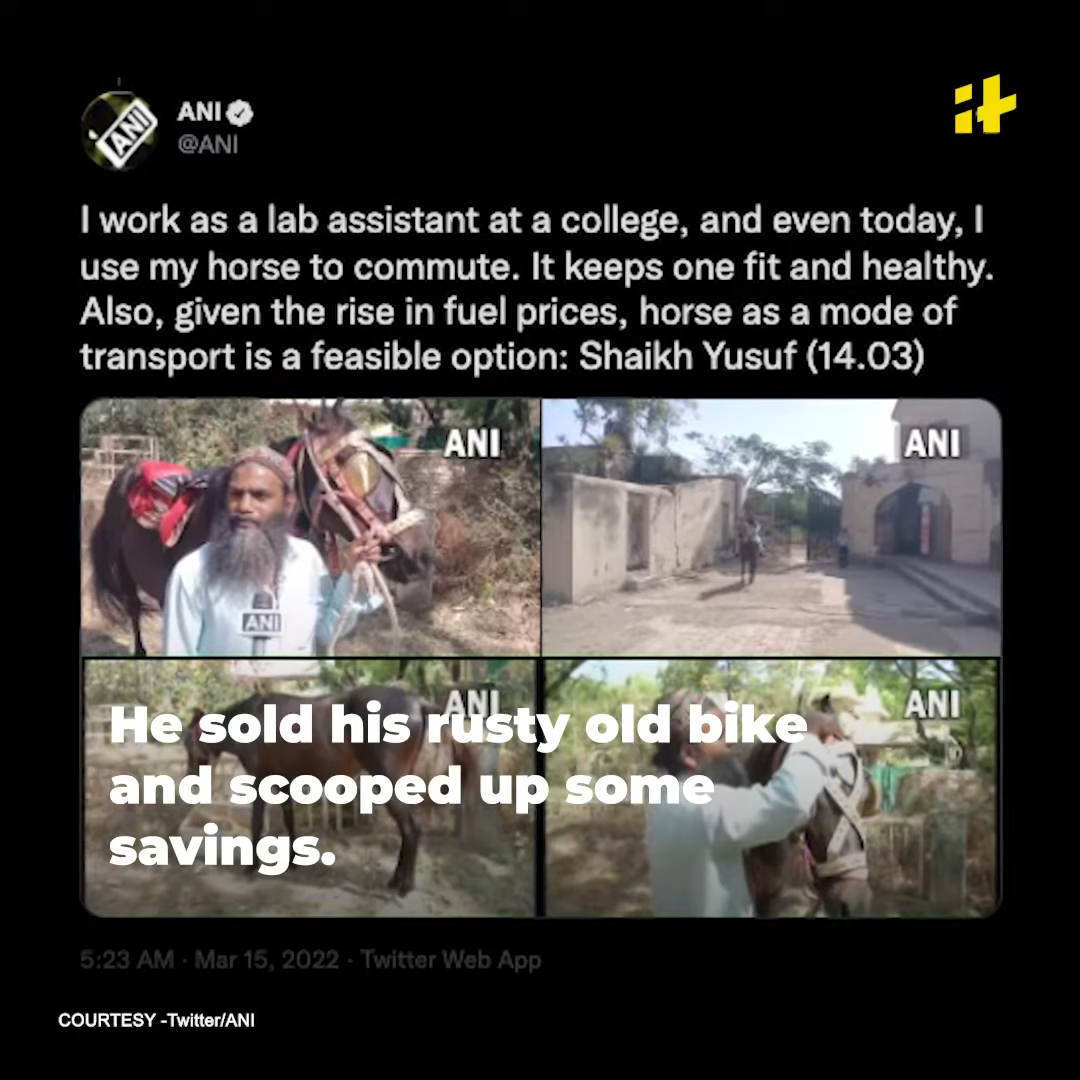 ANI
@ANI
I work as a lab assistant at a college, and even today, I
use my horse to commute. It keeps one fit and healthy.
Also, given the rise in fuel prices, horse as a mode of
transport is a feasible option: Shaikh Yusuf (14.03)
ANI
ANI
ANI
ANI
ANI
ANI
He sold his rusty old bike
and scooped up some
savings.
5:23 AM · Mar 15, 2022 · Twitter Web App
COURTESY -Twitter/ANI